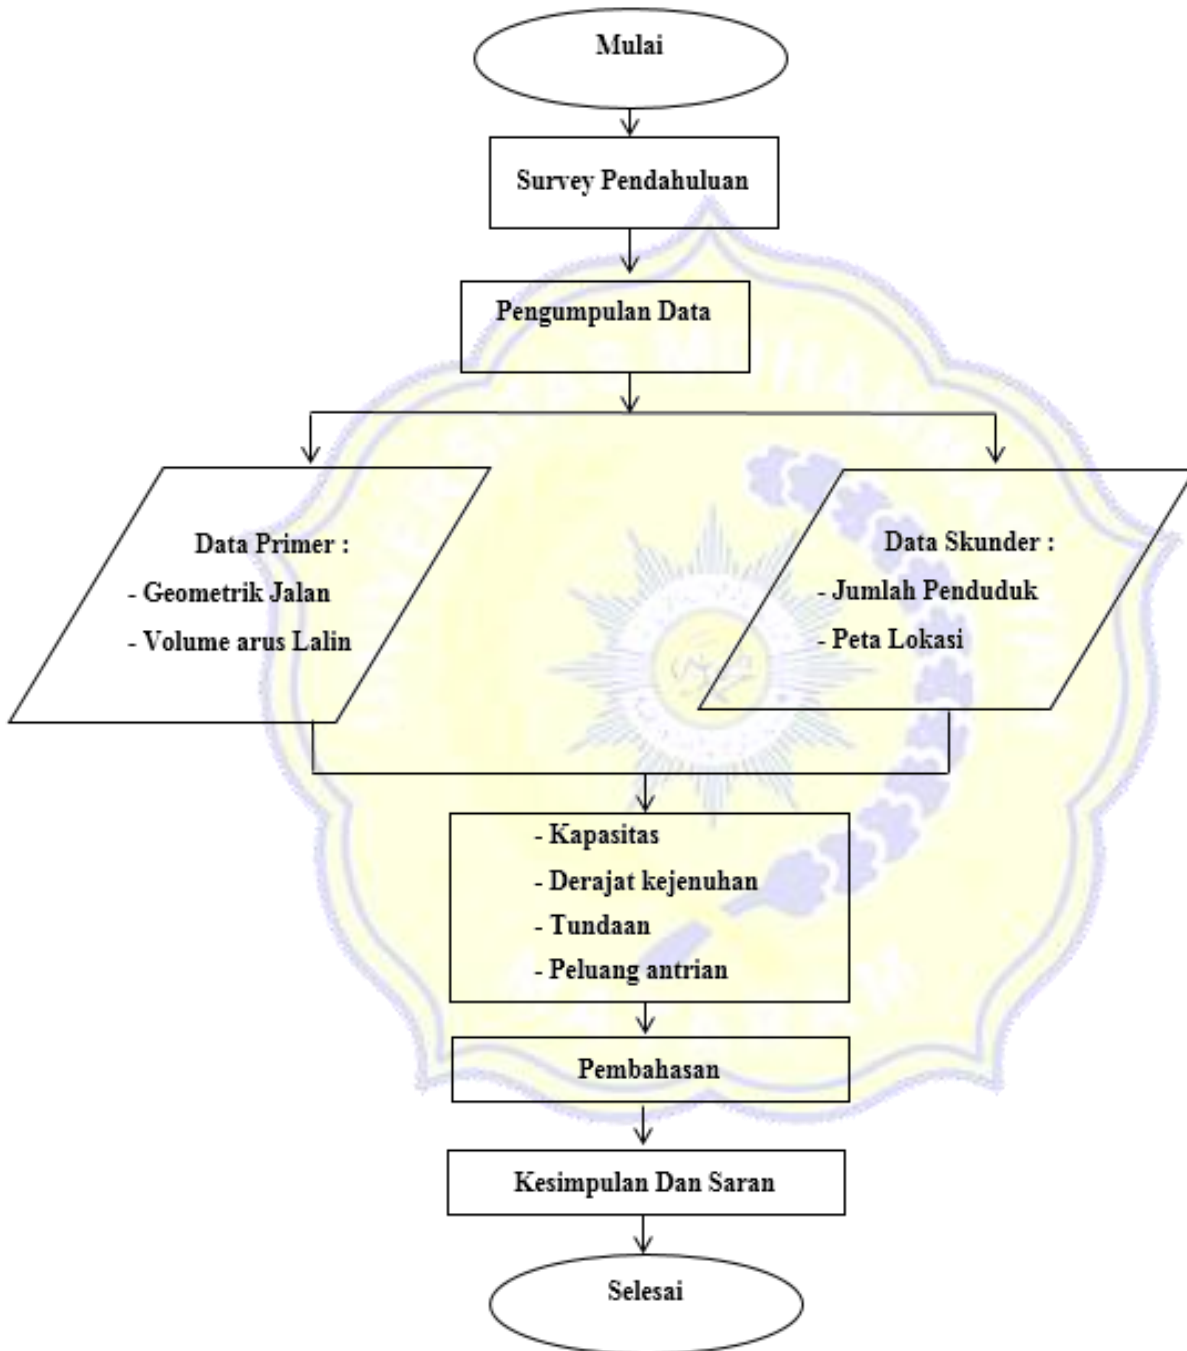 Mulai
Survey Pendahuluan
Pengumpulan Data
Data Primer :
- Geometrik Jalan
- Volume arus Lalin
Data Skunder :
- Jumlah Penduduk
- Peta Lokasi
- Kapasitas
- Derajat kejenuhan
- Tundaan
- Peluang antrian
Pembahasan
Kesimpulan Dan Saran
Selesai